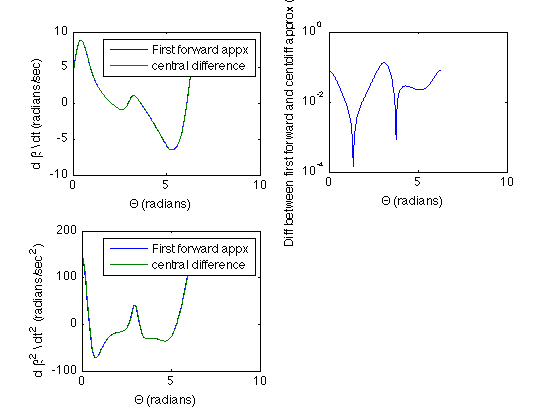 10
5
0
-5
-10
d β \ dt (radians/sec)
First forward appx
central difference
0
5
10
Θ (radians)
10^0
10^-2
10^-4
Diff between first forward and centdiff approx (
0
5
10
Θ (radians)
200
100
0
-100
d β^2 \ dt^2 (radians/sec^2)
First forward appx
central difference
0
5
10
Θ (radians)